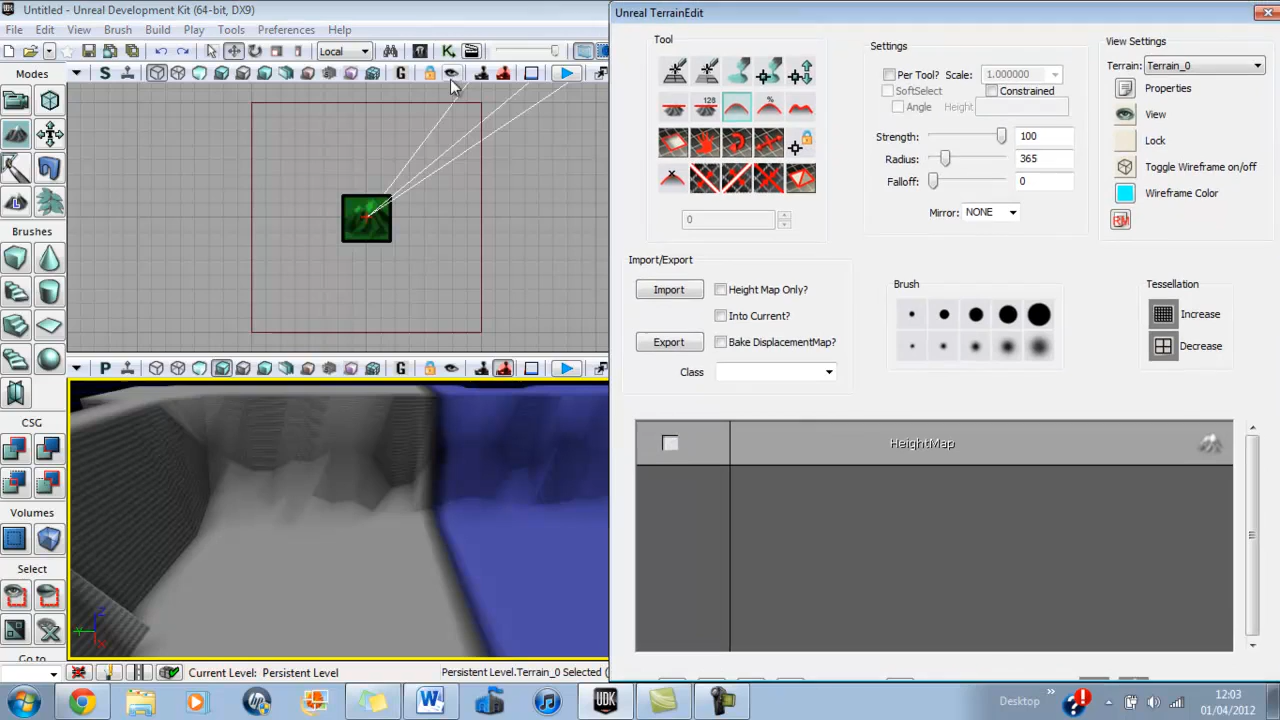 Untitled - Unreal Development Kit (64-bit, DX9)
Unreal TerrainEdit
File Edit View Brush Build Play Tools Preferences Help
Local
Modes
Brushes
CSG
Volumes
Select
Go to
S
G
P
G
Tool
128
%
0
Settings
Per Tool? Scale: 1.000000
SoftSelect Constrained
Angle Height
Strength: 100
Radius: 365
Falloff: 0
Mirror: NONE
View Settings
Terrain: Terrain_0
Properties
View
Lock
Toggle Wireframe on/off
Wireframe Color
Import/Export
Import Height Map Only?
Into Current?
Export Bake DisplacementMap?
Class
Brush
Tessellation
Increase
Decrease
HeightMap
Z
Y
X
Current Level: Persistent Level
Persistent Level.Terrain_0 Selected (
Desktop
12:03
01/04/2012